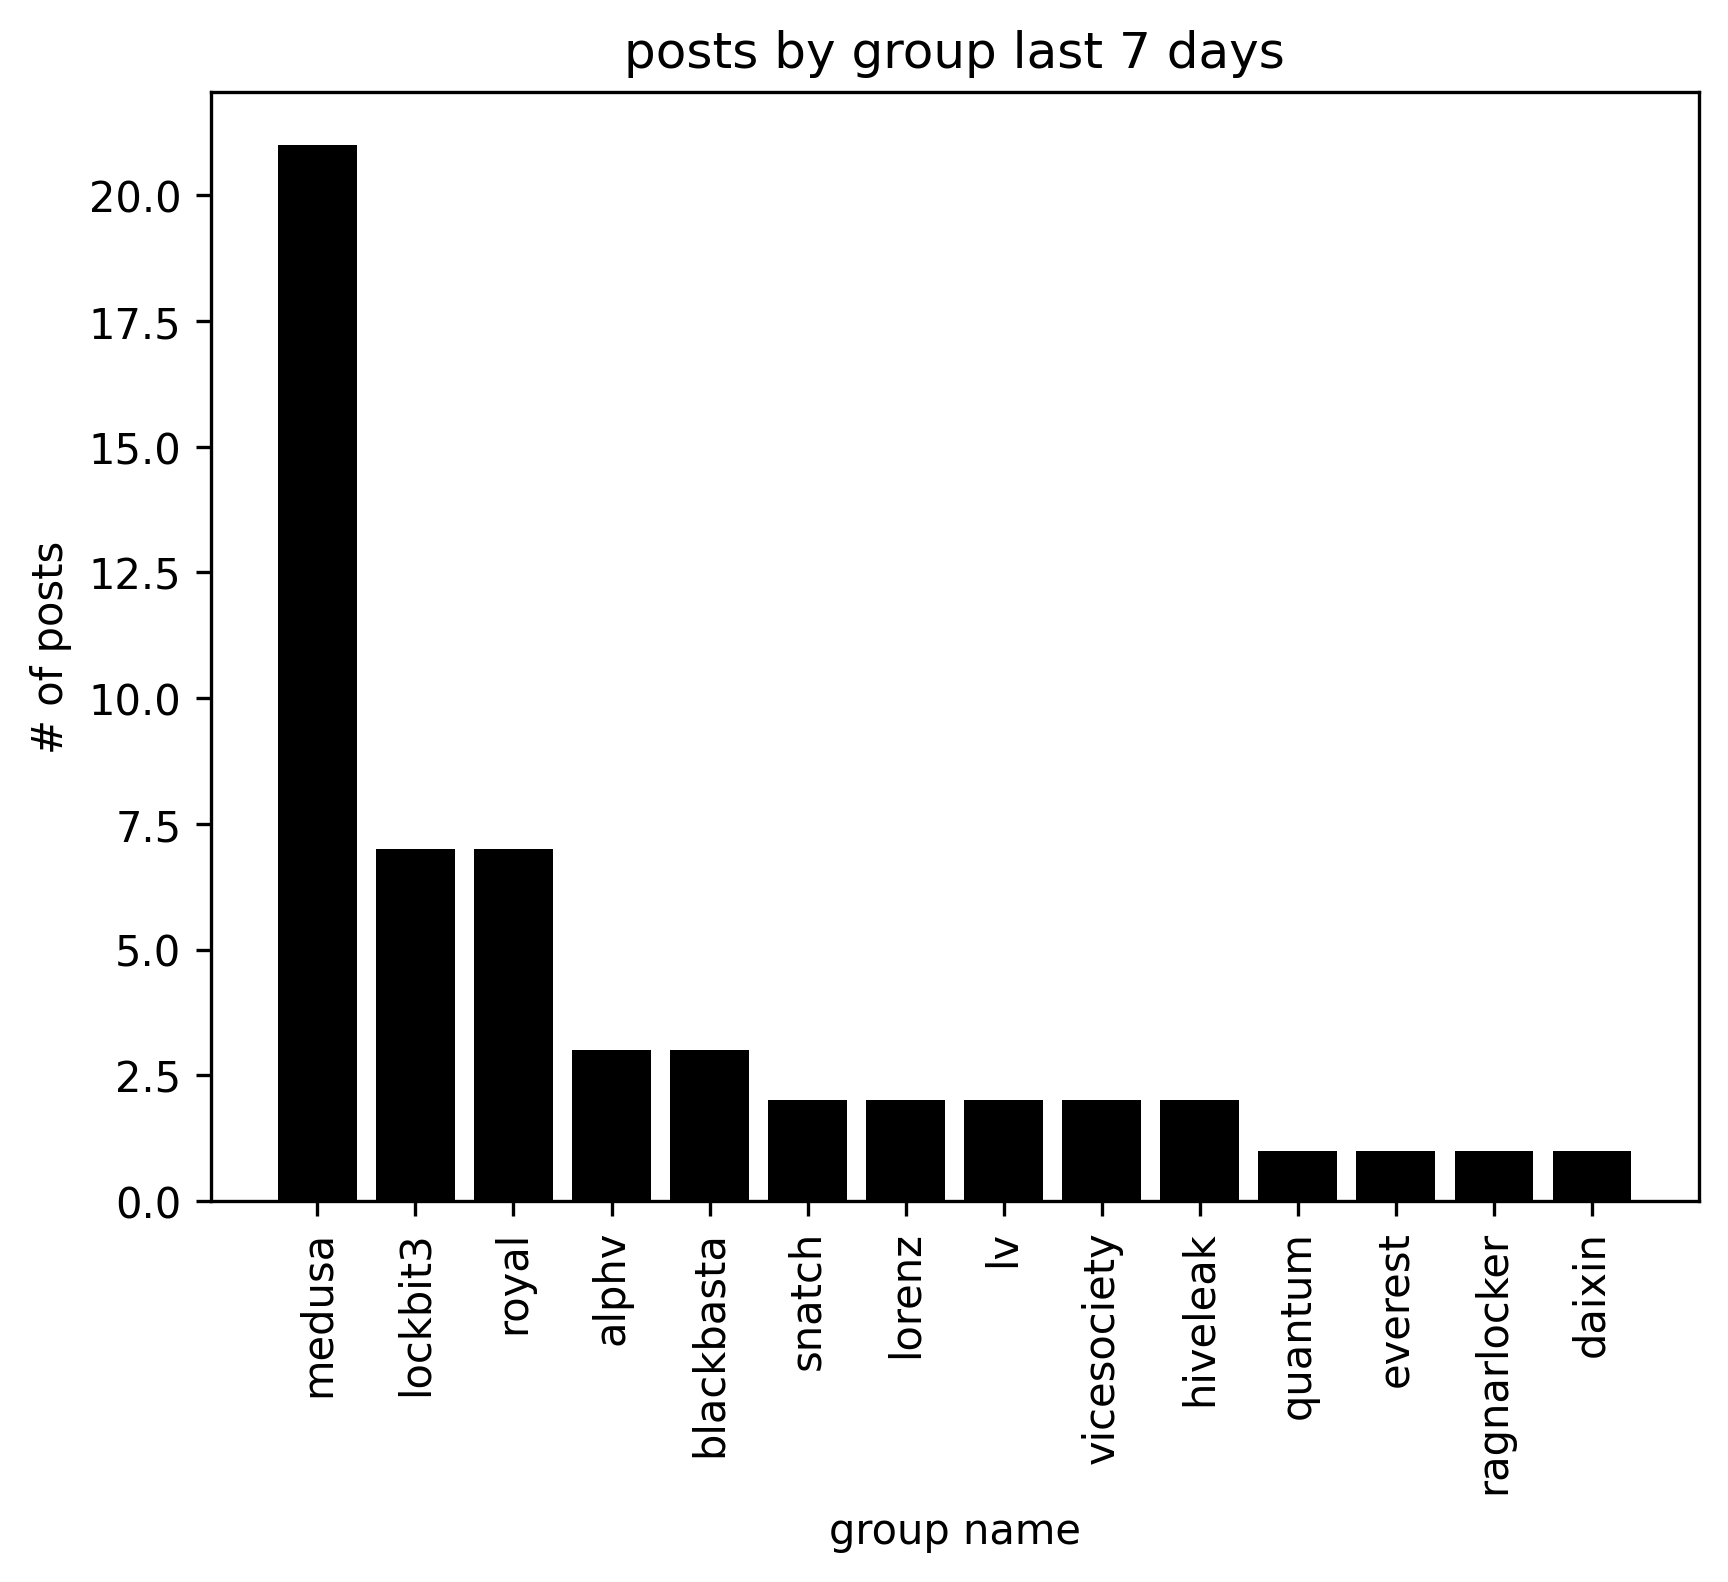 posts by group last 7 days
# of posts
20.0
17.5
15.0
12.5
10.0
7.5
5.0
2.5
0.0
medusa
lockbit3
royal
alphv
blackbasta
snatch
lorenz
lv
vicesociety
hiveleak
quantum
everest
ragnarlocker
daixin
group name